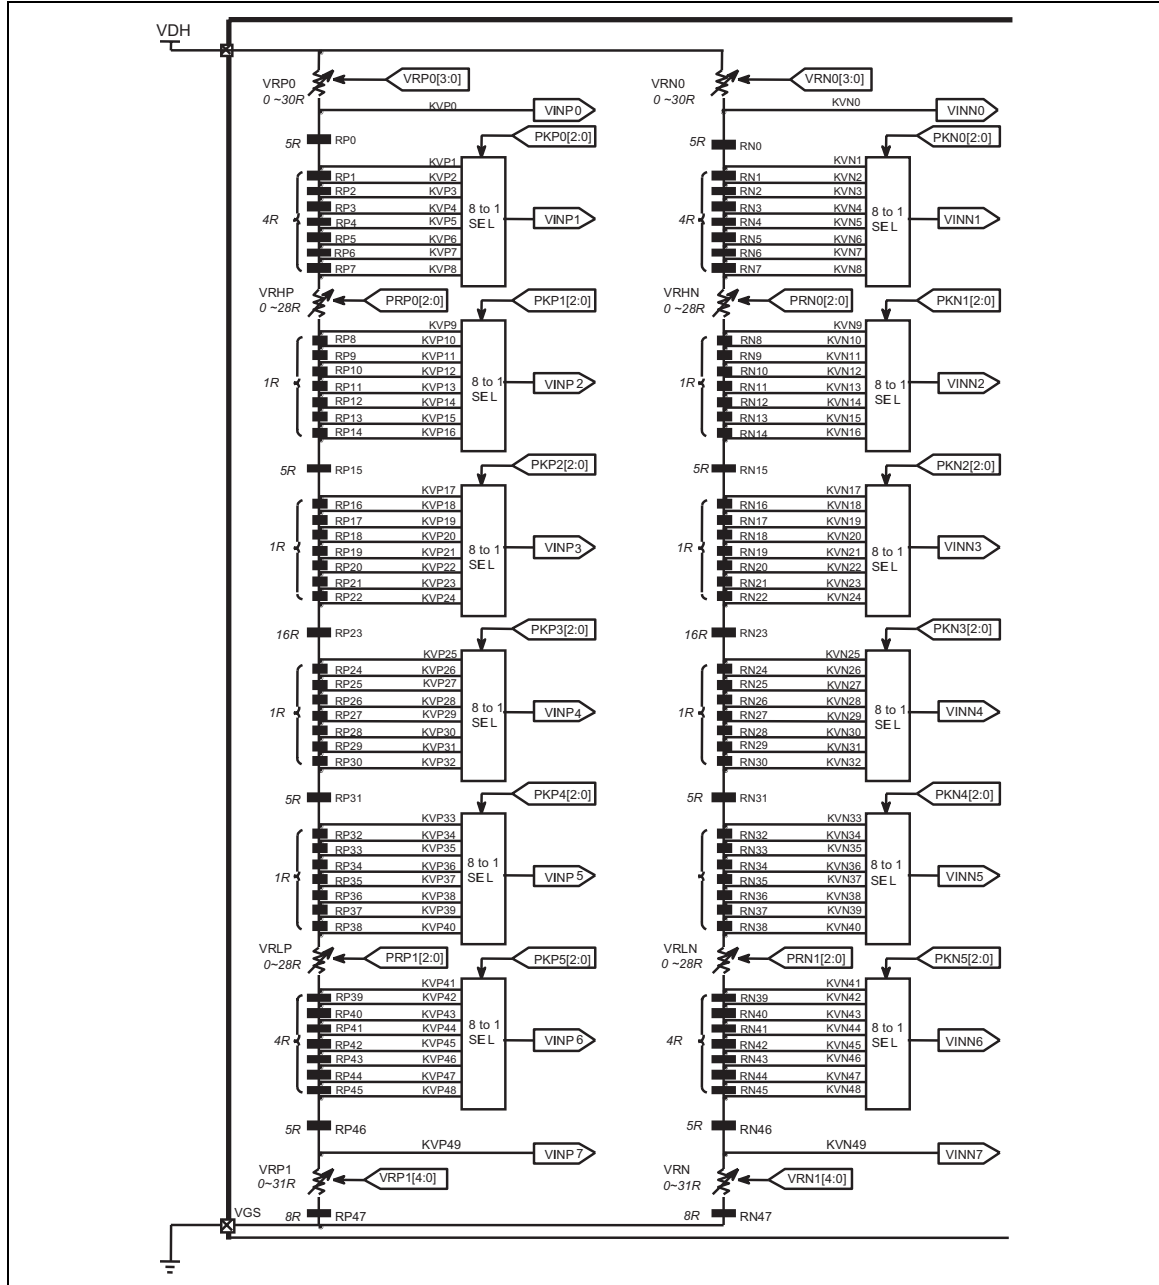 VDH
VRP0 VRP0[3:0] VRN0 VRN0[3:0]
0 ~30R 0 ~30R
KVP0 VINP0 KVN0 VINN0
5R RP0 PKP0[2:0] 5R RN0 PKN0[2:0]
KVP1 KVN1
RP1 KVP2 RN1 KVN2
RP2 KVP3 RN2 KVN3
RP3 KVP4 RN3 KVN4
4R RP4 KVP5 8 to 1 SEL VINP1 4R RN4 KVN5 8 to 1 SEL VINN1
RP5 KVP6 RN5 KVN6
RP6 KVP7 RN6 KVN7
RP7 KVP8 RN7 KVN8
VRHP PRP0[2:0] PKP1[2:0] VRHN PRN0[2:0] PKN1[2:0]
0 ~28R 0 ~28R
KVP9 KVN9
RP8 KVP10 RN8 KVN10
RP9 KVP11 RN9 KVN11
RP10 KVP12 RN10 KVN12
1R RP11 KVP13 8 to 1 SEL VINP2 1R RN11 KVN13 8 to 1 SEL VINN2
RP12 KVP14 RN12 KVN14
RP13 KVP15 RN13 KVN15
RP14 KVP16 RN14 KVN16
5R RP15 PKP2[2:0] 5R RN15 PKN2[2:0]
KVP17 KVN17
RP16 KVP18 RN16 KVN18
RP17 KVP19 RN17 KVN19
RP18 KVP20 RN18 KVN20
1R RP19 KVP21 8 to 1 SEL VINP3 1R RN19 KVN21 8 to 1 SEL VINN3
RP20 KVP22 RN20 KVN22
RP21 KVP23 RN21 KVN23
RP22 KVP24 RN22 KVN24
16R RP23 PKP3[2:0] 16R RN23 PKN3[2:0]
KVP25 KVN25
RP24 KVP26 RN24 KVN26
RP25 KVP27 RN25 KVN27
RP26 KVP28 RN26 KVN28
1R RP27 KVP29 8 to 1 SEL VINP4 1R RN27 KVN29 8 to 1 SEL VINN4
RP28 KVP30 RN28 KVN30
RP29 KVP31 RN29 KVN31
RP30 KVP32 RN30 KVN32
5R RP31 PKP4[2:0] 5R RN31 PKN4[2:0]
KVP33 KVN33
RP32 KVP34 RN32 KVN34
RP33 KVP35 RN33 KVN35
RP34 KVP36 RN34 KVN36
1R RP35 KVP37 8 to 1 SEL VINP5 RN35 KVN37 8 to 1 SEL VINN5
RP36 KVP38 RN36 KVN38
RP37 KVP39 RN37 KVN39
RP38 KVP40 RN38 KVN40
VRLP PRP1[2:0] PKP5[2:0] VRLN PRN1[2:0] PKN5[2:0]
0~28R 0 ~28R
KVP41 KVN41
RP39 KVP42 RN39 KVN42
RP40 KVP43 RN40 KVN43
RP41 KVP44 RN41 KVN44
4R RP42 KVP45 8 to 1 SEL VINP6 4R RN42 KVN45 8 to 1 SEL VINN6
RP43 KVP46 RN43 KVN46
RP44 KVP47 RN44 KVN47
RP45 KVP48 RN45 KVN48
5R RP46 5R RN46
KVP49 VINP7 KVN49 VINN7
VRP1 VRP1[4:0] VRN VRN1[4:0]
0~31R 0~31R
VGS 8R RP47 8R RN47